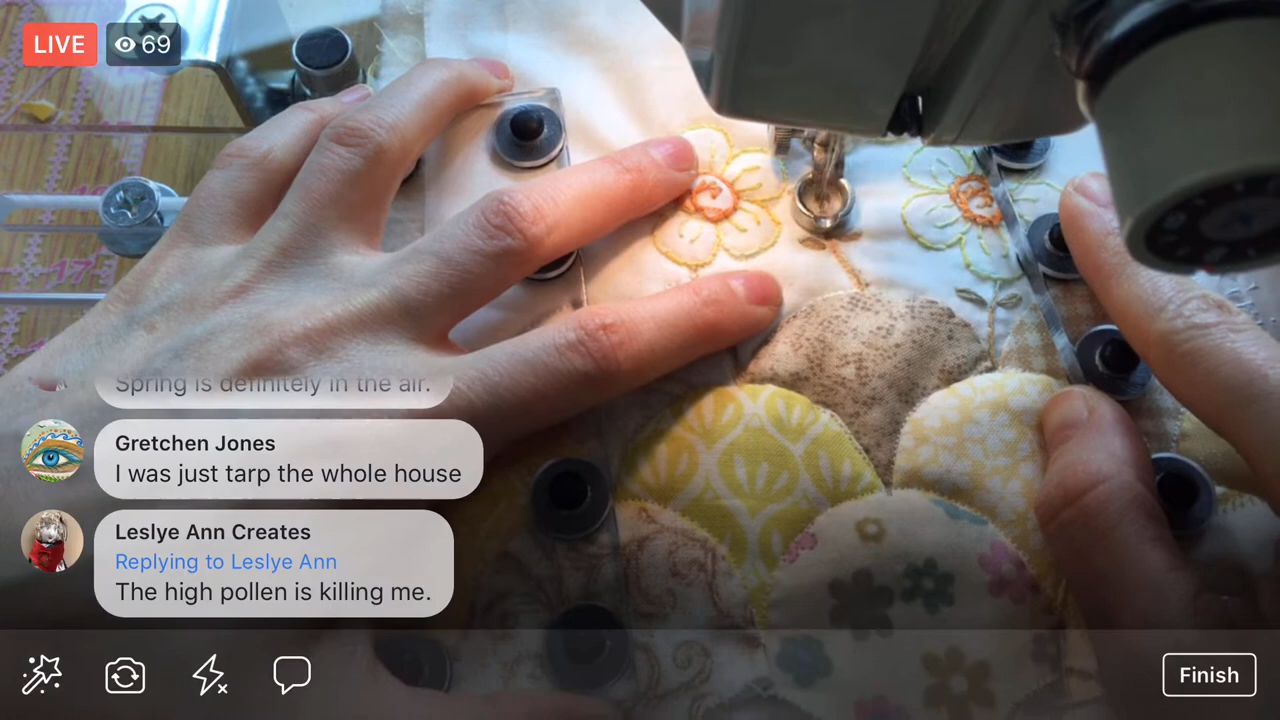 LIVE
69
Spring is definitely in the air.
Gretchen Jones
I was just tarp the whole house
Leslye Ann Creates
Replying to Leslye Ann
The high pollen is killing me.
17
Finish